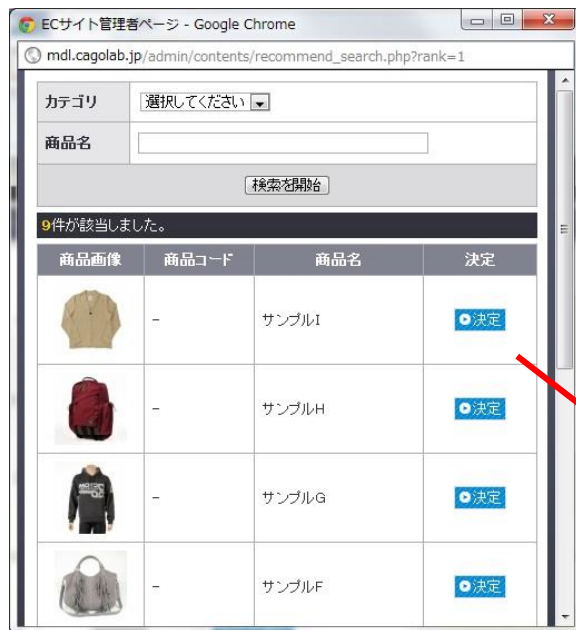 ECサイト管理者ページ - Google Chrome
mdl.cagolab.jp/admin/contents/recommend_search.php?rank=1
カテゴリ 選択してください
商品名
検索を開始
9件が該当しました。
商品画像 商品コード 商品名 決定
- サンプルI 決定
- サンプルH 決定
- サンプルG 決定
- サンプルF 決定